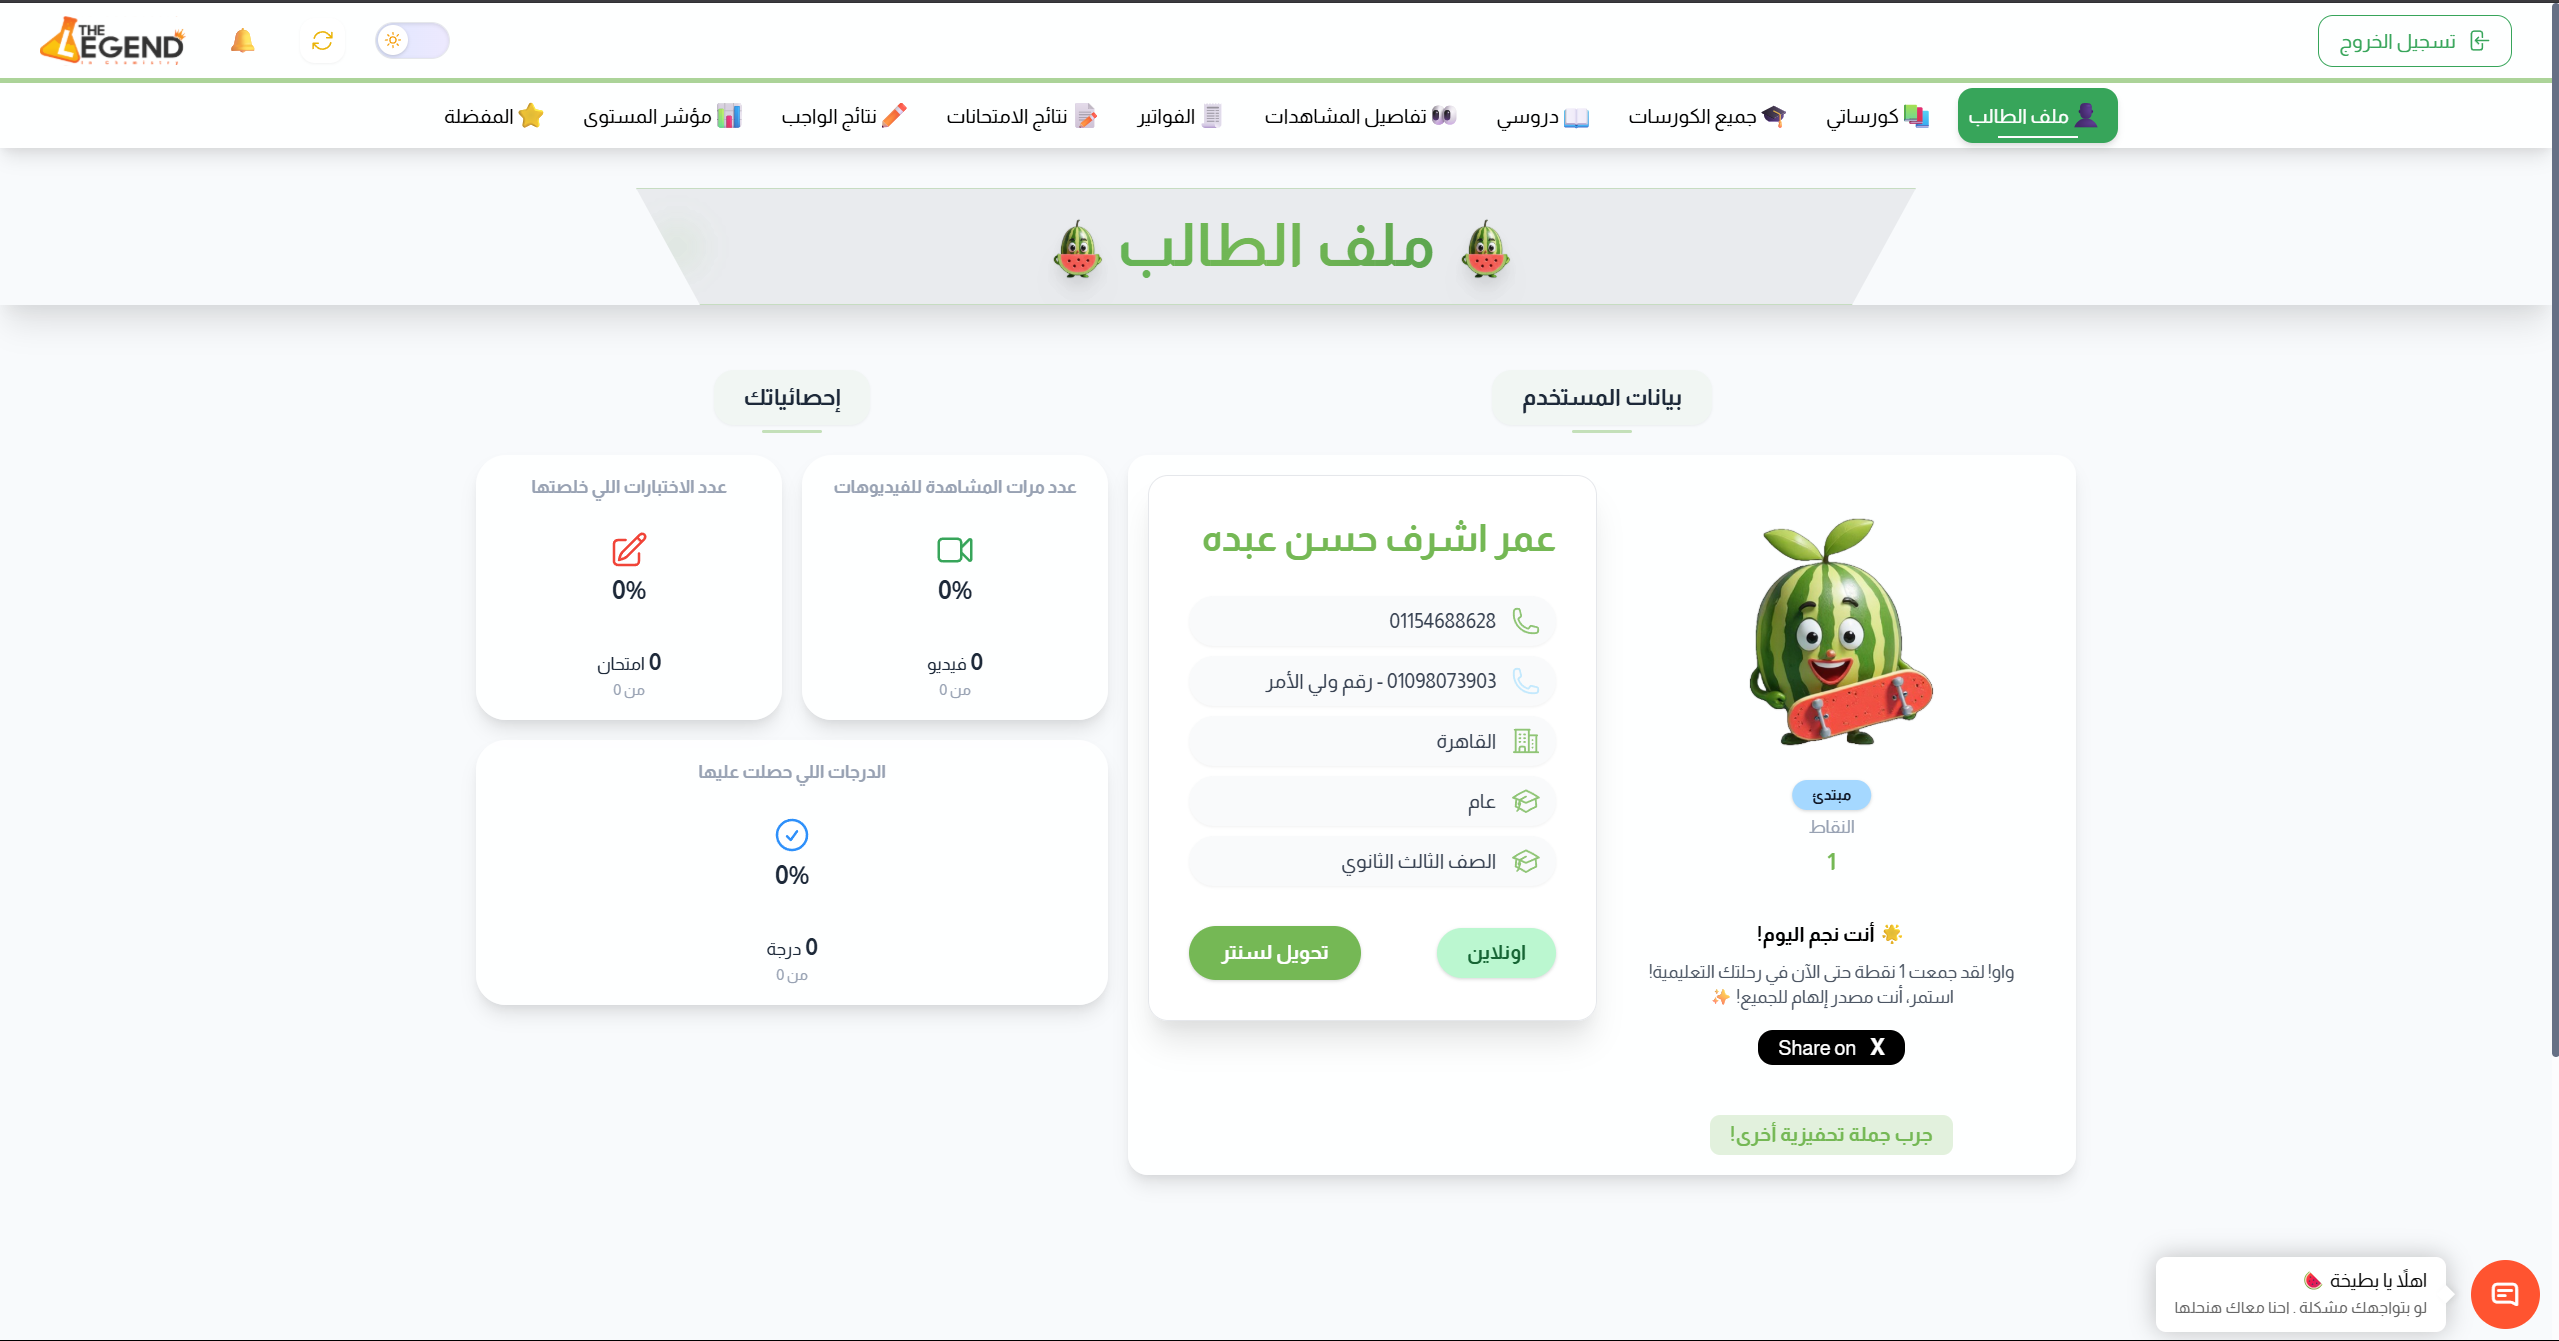 تسجيل الخروج
THE LEGEND
In Chemistry
ملف الطالب
كورساتي
جميع الكورسات
دروسي
تفاصيل المشاهدات
الفواتير
نتائج الامتحانات
نتائج الواجب
مؤشر المستوى
المفضلة
ملف الطالب
بيانات المستخدم
مبتدئ
النقاط
1
أنت نجم اليوم!
واو! لقد جمعت 1 نقطة حتى الآن في رحلتك التعليمية!
استمر، أنت مصدر إلهام للجميع!
Share on X
جرب جملة تحفيزية أخرى!
عمر اشرف حسن عبده
01154688628
01098073903 - رقم ولي الأمر
القاهرة
عام
الصف الثالث الثانوي
اونلاين
تحويل لسنتر
إحصائياتك
عدد مرات المشاهدة للفيديوهات
0%
0 فيديو
من 0
عدد الاختبارات اللي خلصتها
0%
0 امتحان
من 0
الدرجات اللي حصلت عليها
0%
0 درجة
من 0
اهلًا يا بطيخة
لو بتواجهك مشكلة . احنا معاك هنحلها